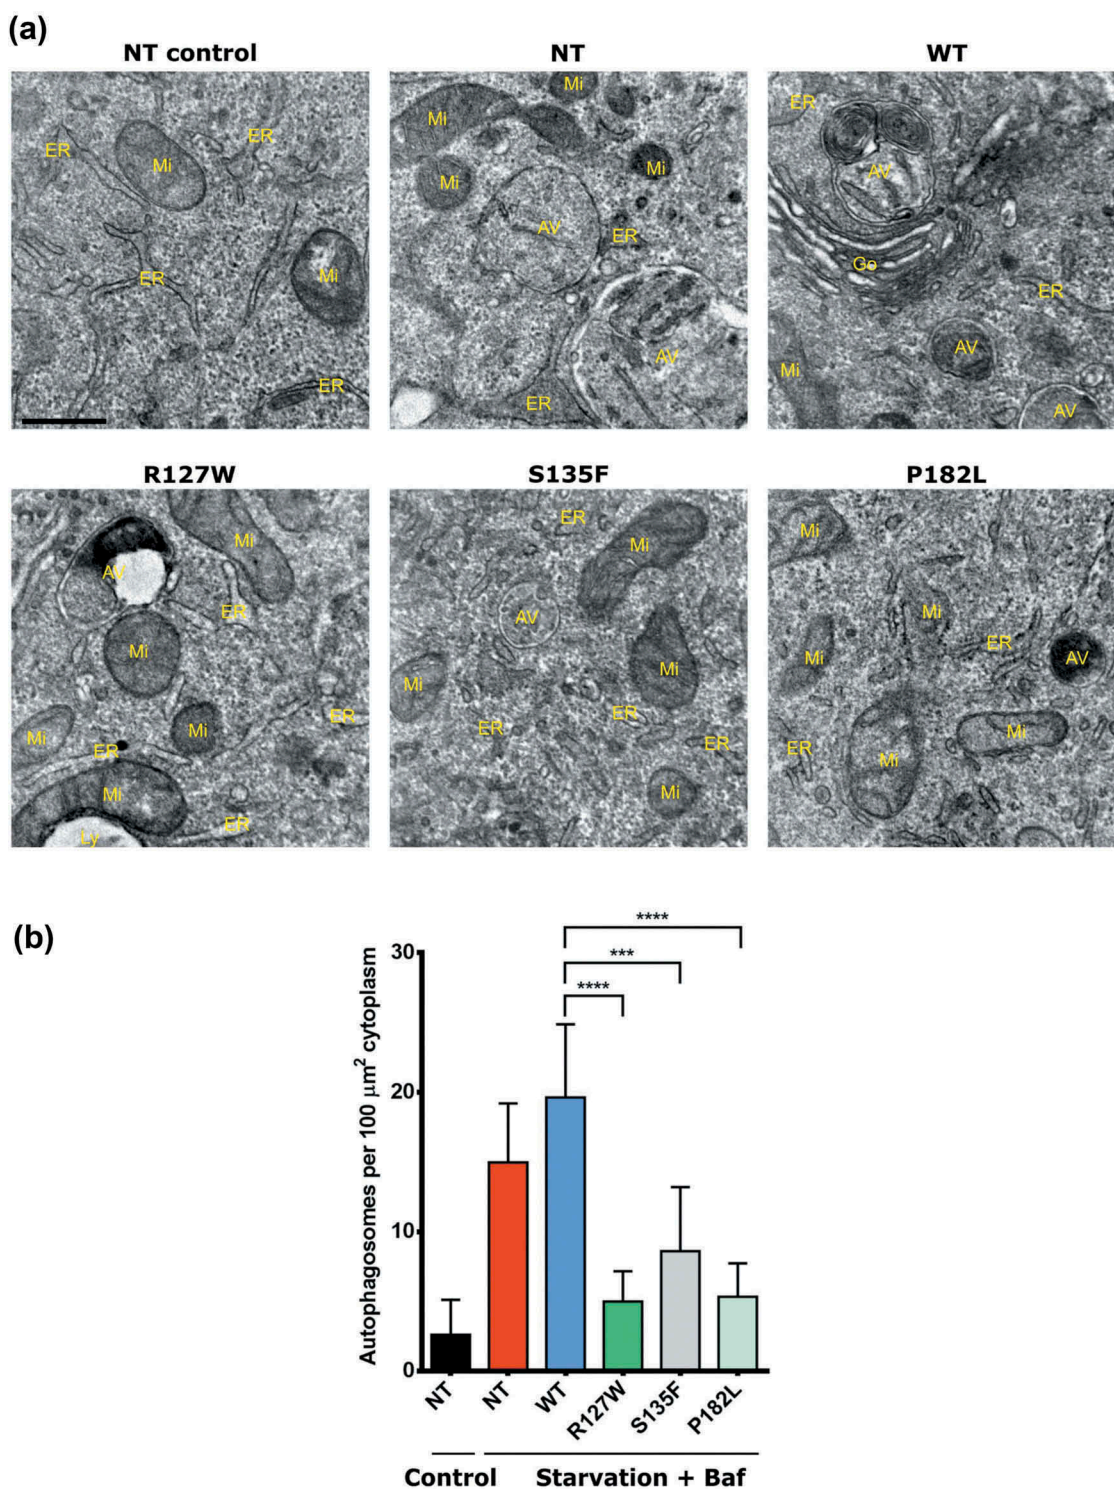 (a)
NT control
NT
WT
ER
ER
Mi
ER
Mi
ER
Mi
Mi
Mi
Mi
AV
ER
AV
ER
ER
AV
Go
ER
AV
Mi
AV
R127W
S135F
P182L
Mi
AV
ER
Mi
ER
Mi
Mi
ER
Mi
ER
Ly
ER
Mi
AV
Mi
Mi
ER
ER
ER
Mi
Mi
Mi
ER
AV
Mi
Mi
ER
Mi
(b)
****
***
****
Autophagosomes per 100 μm² cytoplasm
30
20
10
0
NT
NT
WT
R127W
S135F
P182L
Control
Starvation + Baf